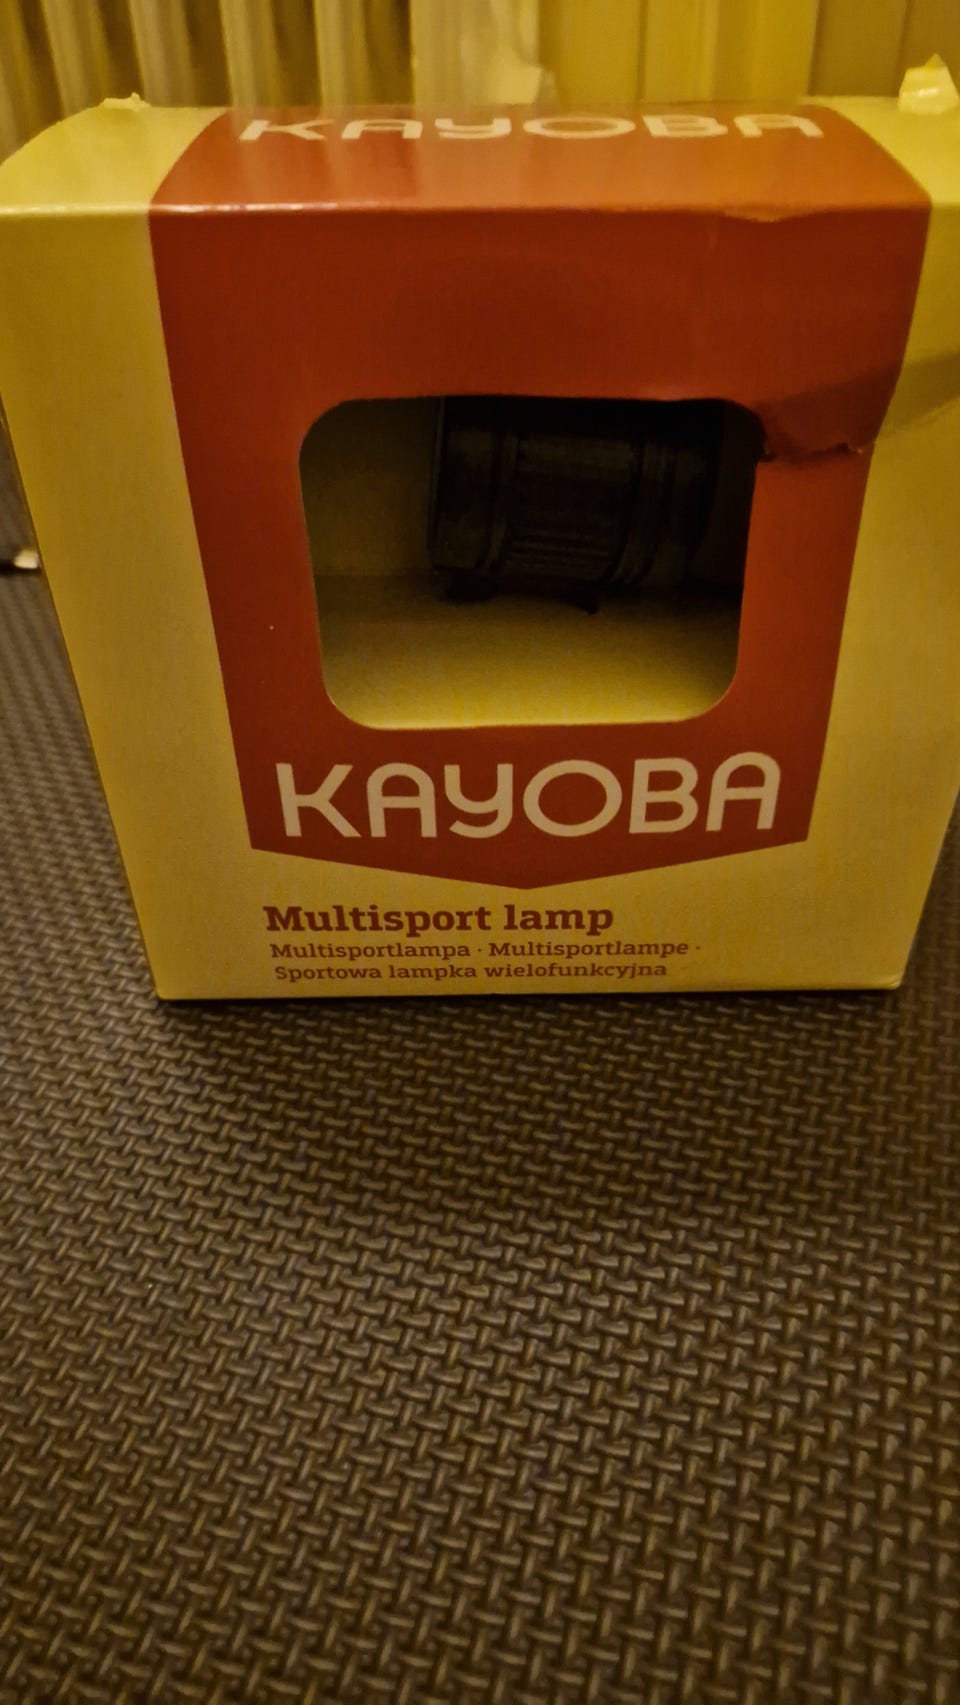 KAYOBA
KAYOBA
Multisport lamp
Multisportlampa · Multisportlampe ·
Sportowa lampka wielofunkcyjna